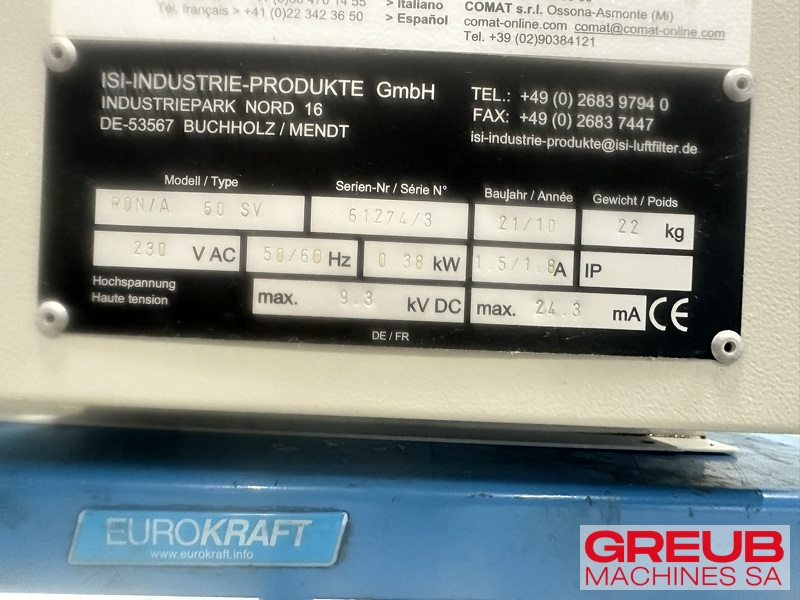 Tél. français > +41 (0)22 342 36 50
> Italiano
> Español
COMAT s.r.l. Ossona-Asmonte (Mi)
comat-online.com comat@comat-online.com
Tel. +39 (02)90384121
ISI-INDUSTRIE-PRODUKTE GmbH
INDUSTRIEPARK NORD 16
DE-53567 BUCHHOLZ / MENDT
TEL.: +49 (0) 2683 9794 0
FAX: +49 (0) 2683 7447
isi-industrie-produkte@isi-luftfilter.de
Modell / Type Serien-Nr / Série N° Baujahr / Année Gewicht / Poids
RON/A 60 SV 61274/3 21/10 22 kg
230 V AC 50/60 Hz 0.38 kW 1.5/1.8 A IP
Hochspannung
Haute tension
max. 9.3 kV DC max. 24.3 mA CE
DE / FR
EUROKRAFT
www.eurokraft.info
GREUB
MACHINES SA